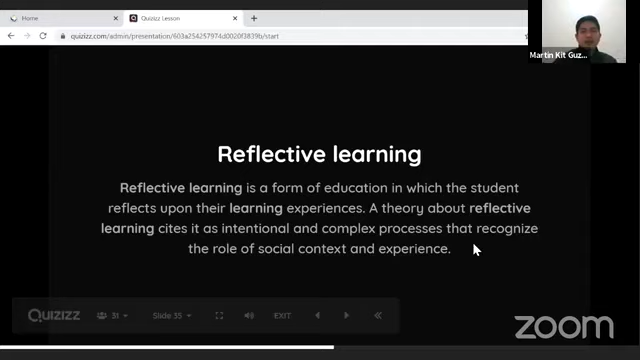 Home
Quizizz Lesson
quizizz.com/admin/presentation/603a254257974d0020f3839b/start
Martin Kit Guz...
Reflective learning
Reflective learning is a form of education in which the student
reflects upon their learning experiences. A theory about reflective
learning cites it as intentional and complex processes that recognize
the role of social context and experience.
Quizizz
31
Slide 35
EXIT
zoom